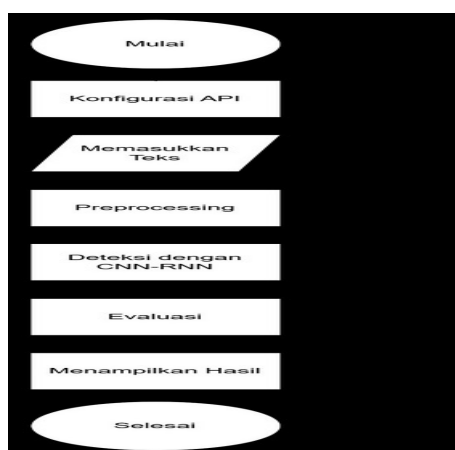 Mulai
Konfigurasi API
Memasukkan
Teks
Preprocessing
Deteksi dengan
CNN-RNN
Evaluasi
Menampilkan Hasil
Selesai